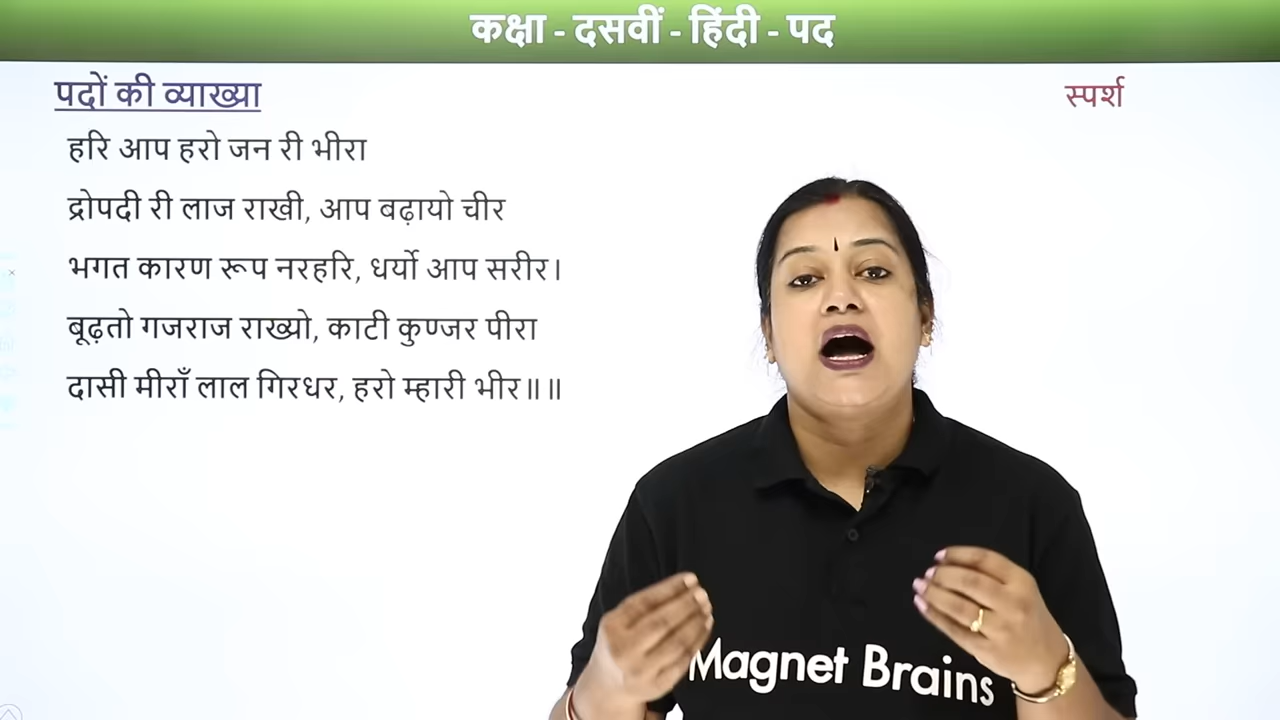 कक्षा - दसवीं - हिंदी - पद
पदों की व्याख्या
स्पर्श
हरि आप हरो जन री भीरा
द्रोपदी री लाज राखी, आप बढ़ायो चीर
भगत कारण रूप नरहरि, धर्यो आप सरीर।
बूढ़तो गजराज राख्यो, काटी कुण्जर पीरा
दासी मीराँ लाल गिरधर, हरो म्हारी भीर॥॥
Magnet Brains